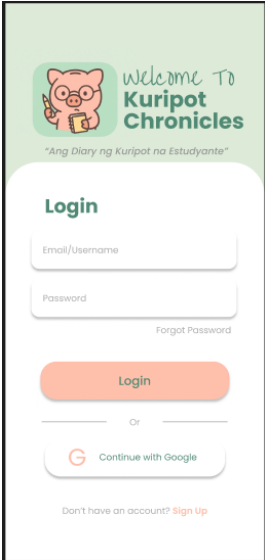 Welcome To
Kuripot
Chronicles
“Ang Diary ng Kuripot na Estudyante”
Login
Email/Username
Password
Forgot Password
Login
Or
G Continue with Google
Don't have an account? Sign Up